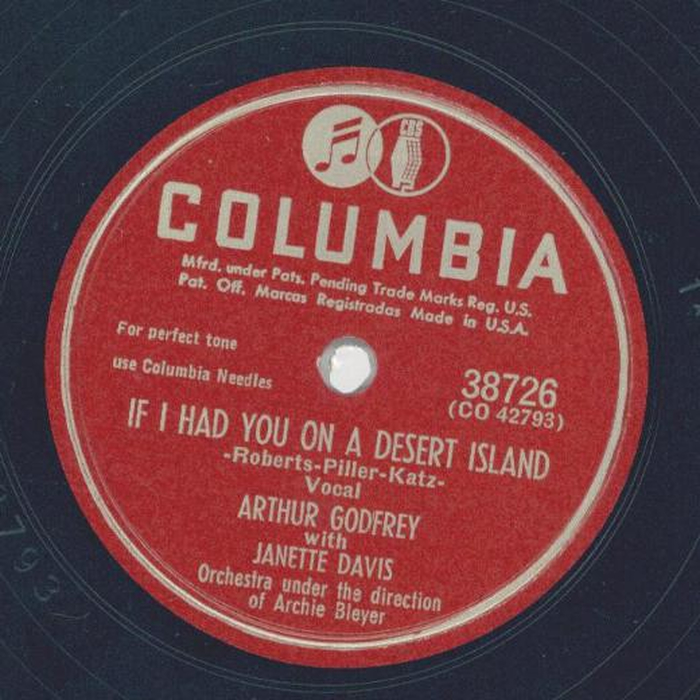 CBS
COLUMBIA
Mfrd. under Pats. Pending Trade Marks Reg. U.S.
Pat. Off. Marcas Registradas Made in U.S.A.
For perfect tone
use Columbia Needles
38726
(CO 42793)
IF I HAD YOU ON A DESERT ISLAND
-Roberts-Piller-Katz-
Vocal
ARTHUR GODFREY
with
JANETTE DAVIS
Orchestra under the direction
of Archie Bleyer